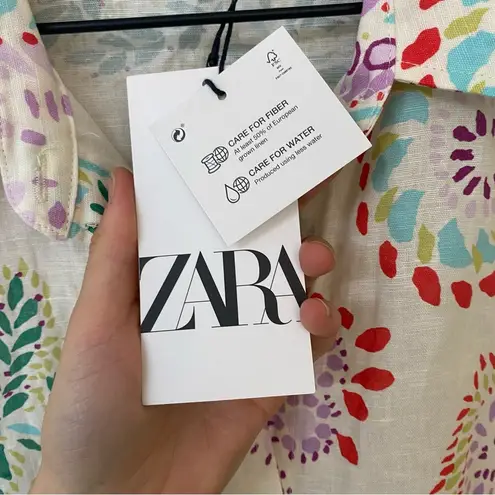 CARE FOR FIBER
At least 50% of European
grown linen
CARE FOR WATER
Produced using less water
ZARA